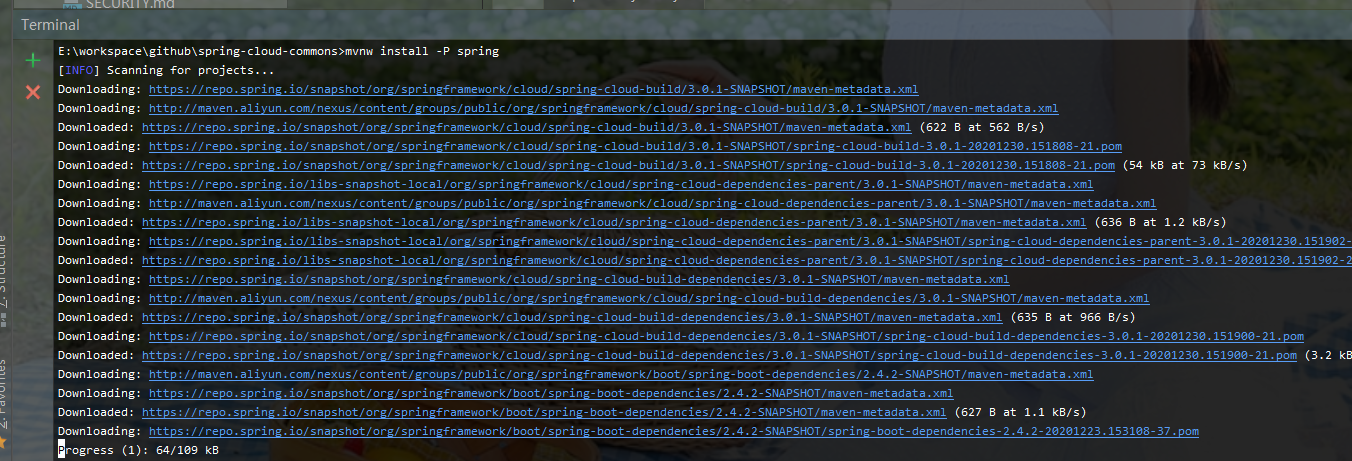 SECURITY.md
Terminal
E:\workspace\github\spring-cloud-commons>mvnw install -P spring
[INFO] Scanning for projects...
Downloading: https://repo.spring.io/snapshot/org/springframework/cloud/spring-cloud-build/3.0.1-SNAPSHOT/maven-metadata.xml
Downloading: http://maven.aliyun.com/nexus/content/groups/public/org/springframework/cloud/spring-cloud-build/3.0.1-SNAPSHOT/maven-metadata.xml
Downloaded: https://repo.spring.io/snapshot/org/springframework/cloud/spring-cloud-build/3.0.1-SNAPSHOT/maven-metadata.xml (622 B at 562 B/s)
Downloading: https://repo.spring.io/snapshot/org/springframework/cloud/spring-cloud-build/3.0.1-SNAPSHOT/spring-cloud-build-3.0.1-20201230.151808-21.pom
Downloaded: https://repo.spring.io/snapshot/org/springframework/cloud/spring-cloud-build/3.0.1-SNAPSHOT/spring-cloud-build-3.0.1-20201230.151808-21.pom (54 kB at 73 kB/s)
Downloading: https://repo.spring.io/libs-snapshot-local/org/springframework/cloud/spring-cloud-dependencies-parent/3.0.1-SNAPSHOT/maven-metadata.xml
Downloading: http://maven.aliyun.com/nexus/content/groups/public/org/springframework/cloud/spring-cloud-dependencies-parent/3.0.1-SNAPSHOT/maven-metadata.xml
Downloaded: https://repo.spring.io/libs-snapshot-local/org/springframework/cloud/spring-cloud-dependencies-parent/3.0.1-SNAPSHOT/maven-metadata.xml (636 B at 1.2 kB/s)
Downloading: https://repo.spring.io/libs-snapshot-local/org/springframework/cloud/spring-cloud-dependencies-parent/3.0.1-SNAPSHOT/spring-cloud-dependencies-parent-3.0.1-20201230.151902-
Downloaded: https://repo.spring.io/libs-snapshot-local/org/springframework/cloud/spring-cloud-dependencies-parent/3.0.1-SNAPSHOT/spring-cloud-dependencies-parent-3.0.1-20201230.151902-2
Downloading: https://repo.spring.io/snapshot/org/springframework/cloud/spring-cloud-build-dependencies/3.0.1-SNAPSHOT/maven-metadata.xml
Downloading: http://maven.aliyun.com/nexus/content/groups/public/org/springframework/cloud/spring-cloud-build-dependencies/3.0.1-SNAPSHOT/maven-metadata.xml
Downloaded: https://repo.spring.io/snapshot/org/springframework/cloud/spring-cloud-build-dependencies/3.0.1-SNAPSHOT/maven-metadata.xml (635 B at 966 B/s)
Downloading: https://repo.spring.io/snapshot/org/springframework/cloud/spring-cloud-build-dependencies/3.0.1-SNAPSHOT/spring-cloud-build-dependencies-3.0.1-20201230.151900-21.pom
Downloaded: https://repo.spring.io/snapshot/org/springframework/cloud/spring-cloud-build-dependencies/3.0.1-SNAPSHOT/spring-cloud-build-dependencies-3.0.1-20201230.151900-21.pom (3.2 kB
Downloading: http://maven.aliyun.com/nexus/content/groups/public/org/springframework/boot/spring-boot-dependencies/2.4.2-SNAPSHOT/maven-metadata.xml
Downloading: https://repo.spring.io/snapshot/org/springframework/boot/spring-boot-dependencies/2.4.2-SNAPSHOT/maven-metadata.xml
Downloaded: https://repo.spring.io/snapshot/org/springframework/boot/spring-boot-dependencies/2.4.2-SNAPSHOT/maven-metadata.xml (627 B at 1.1 kB/s)
Downloading: https://repo.spring.io/snapshot/org/springframework/boot/spring-boot-dependencies/2.4.2-SNAPSHOT/spring-boot-dependencies-2.4.2-20201223.153108-37.pom
Progress (1): 64/109 kB
7: Structure
2: Favorites